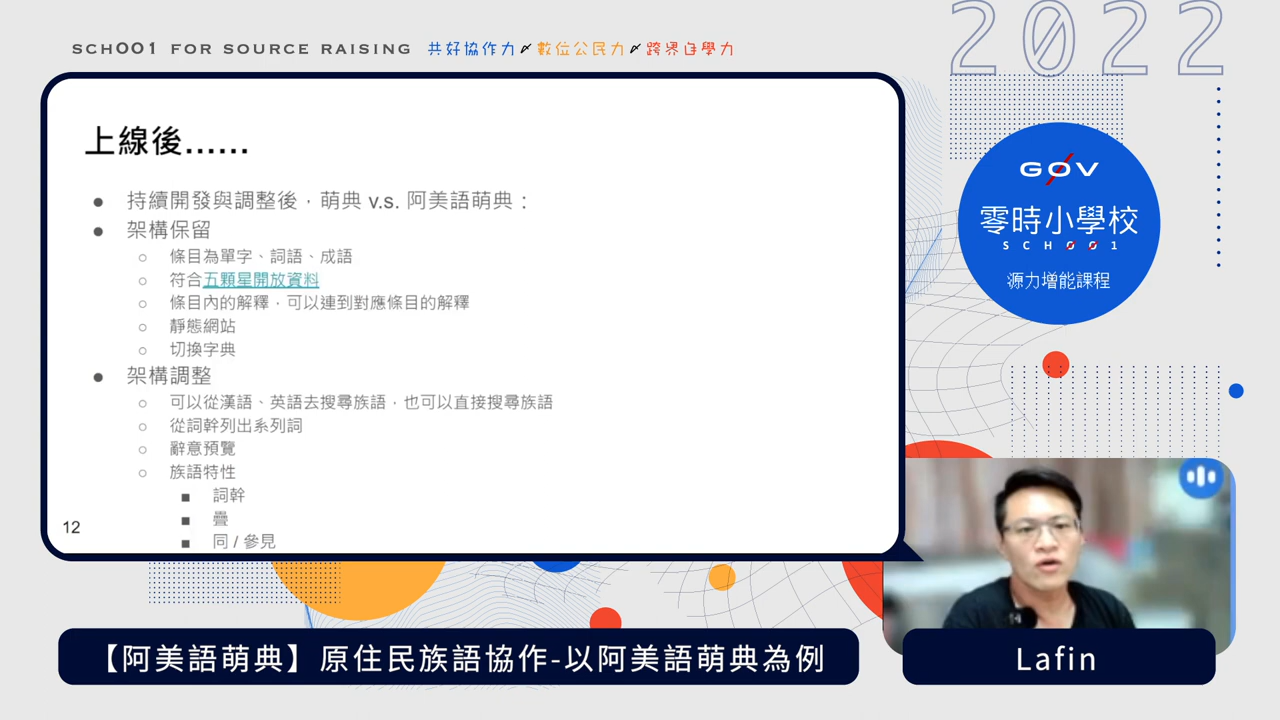 SCHOO1 FOR SOURCE RAISING 共好協作力 數位公民力 跨界自學力
2022
上線後......
● 持續開發與調整後，萌典 v.s. 阿美語萌典：
● 架構保留
○ 條目為單字、詞語、成語
○ 符合五顆星開放資料
○ 條目內的解釋，可以連到對應條目的解釋
○ 靜態網站
○ 切換字典
● 架構調整
○ 可以從漢語、英語去搜尋族語，也可以直接搜尋族語
○ 從詞幹列出系列詞
○ 辭意預覽
○ 族語特性
■ 詞幹
■ 疊
■ 同 / 參見
12
G0V
零時小學校
SCH001
源力增能課程
【阿美語萌典】原住民族語協作-以阿美語萌典為例
Lafin